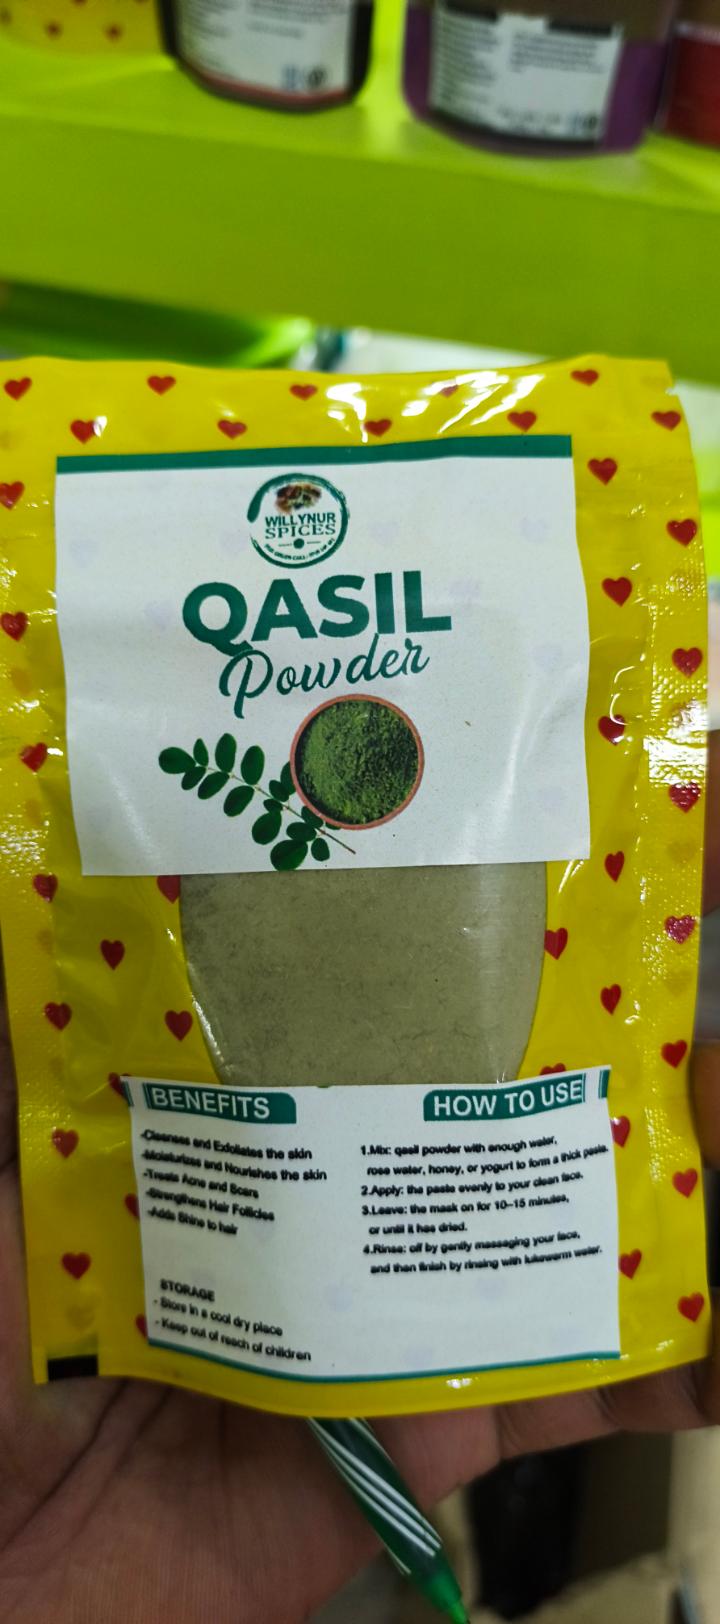 WILLYNUR
SPICES
QASIL
Powder
BENEFITS
-Cleanses and Exfoliates the skin
-Moisturizes and Nourishes the skin
-Treats Acne and Scars
-Strengthens Hair Follicles
-Adds Shine to hair
STORAGE
- Store in a cool dry place
- Keep out of reach of children
HOW TO USE
1.Mix: qasil powder with enough water,
rose water, honey, or yogurt to form a thick paste.
2.Apply: the paste evenly to your clean face.
3.Leave: the mask on for 10–15 minutes,
or until it has dried.
4.Rinse: off by gently massaging your face,
and then finish by rinsing with lukewarm water.